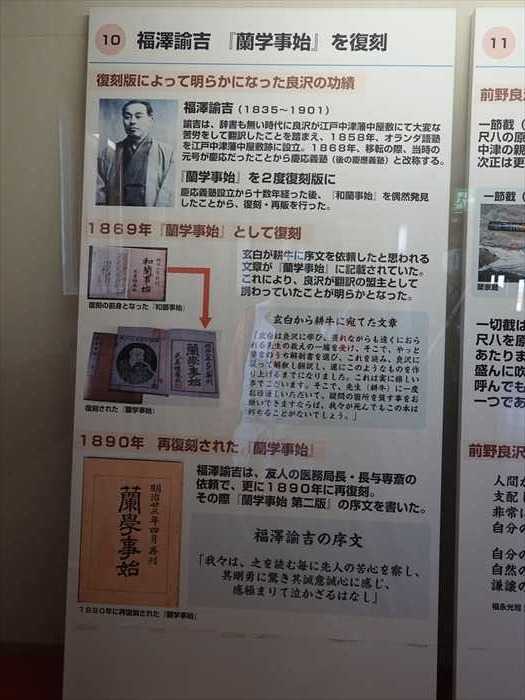 10 福澤諭吉 『蘭学事始』を復刻
復刻版によって明らかになった良沢の功績
福澤諭吉 (1835～1901)
諭吉は、辞書も無い時代に良沢が江戸中津藩中屋敷にて大変な
苦労をして翻訳したことを踏まえ、1858年、オランダ語塾
を江戸中津藩中屋敷跡に設立。1868年、移転の際、当時の
元号が慶応だったことから慶応義塾(後の慶應義塾)と改称する。
『蘭学事始』を2度復刻版に
慶応義塾設立から十数年経った後、『和蘭事始』を偶然発見
したことから、復刻・再版を行った。
1869年『蘭学事始』として復刻
和蘭事始
復刻の前身となった『和蘭事始』
玄白が耕牛に序文を依頼したと思われる
文章が『蘭学事始』に記載されていた。
これにより、良沢が翻訳の盟主として
誘わっていたことが明らかとなった。
復刻された『蘭学事始』
玄白から耕牛に宛てた文章
1890年 再復刻された『蘭学事始』
明治廿三年四月再刊
蘭學事始
1890年に再復刻された『蘭学事始』
福澤諭吉は、友人の医務局長・長与専斎の
依頼で、更に1890年に再復刻。
その際『蘭学事始 第二版』の序文を書いた。
福澤諭吉の序文
「我々は、之を読む毎に先人の苦心を察し、
其剛勇に驚き其誠意誠心に感じ、
感極まりて泣かざるはなし」
11
前野良
一節截(
尺八の原
中津の親
次正は更
一節截(
一切截は
尺八を原
あたりま
盛んに吹
呼んでも
一つであ
前野良沢
人間が
支配
非常に
自分の
自分の
自然の
謙譲の
福永光司